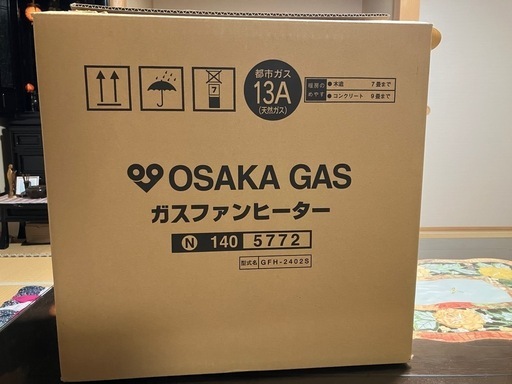 7
都市ガス
13A
(天然ガス)
暖房の
めやす
●木造 7畳まで
●コンクリート 9畳まで
OSAKA GAS
ガスファンヒーター
N 140 5772
型式名 GFH-2402S